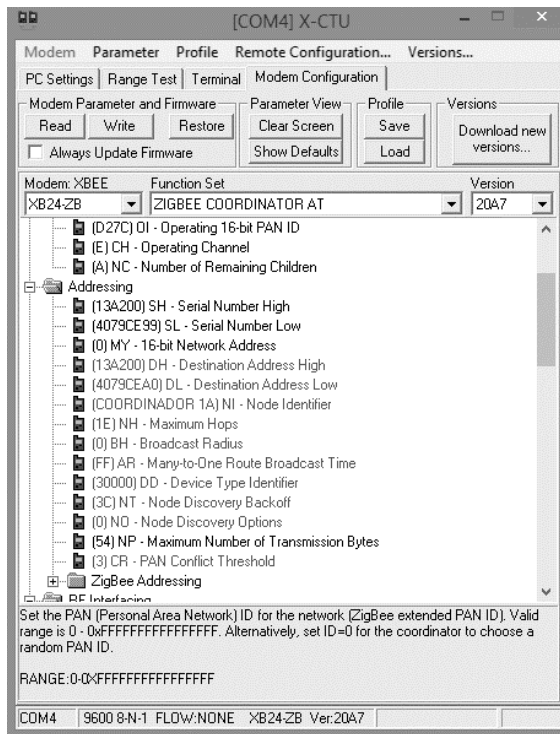 [COM4] X-CTU
Modem Parameter Profile Remote Configuration... Versions...
PC Settings Range Test Terminal Modem Configuration
Modem Parameter and Firmware Parameter View Profile Versions
Read Write Restore Clear Screen Save Download new versions...
Always Update Firmware Show Defaults Load
Modem: XBEE Function Set Version
XB24-ZB ZIGBEE COORDINATOR AT 20A7
(D27C) OI - Operating 16-bit PAN ID
(E) CH - Operating Channel
(A) NC - Number of Remaining Children
Addressing
(13A200) SH - Serial Number High
(4079CE99) SL - Serial Number Low
(0) MY - 16-bit Network Address
(13A200) DH - Destination Address High
(4079CEA0) DL - Destination Address Low
(COORDINADOR 1A) NI - Node Identifier
(1E) NH - Maximum Hops
(0) BH - Broadcast Radius
(FF) AR - Many-to-One Route Broadcast Time
(30000) DD - Device Type Identifier
(3C) NT - Node Discovery Backoff
(0) NO - Node Discovery Options
(54) NP - Maximum Number of Transmission Bytes
(3) CR - PAN Conflict Threshold
ZigBee Addressing
RF Interfacing
Set the PAN (Personal Area Network) ID for the network (ZigBee extended PAN ID). Valid
range is 0 - 0xFFFFFFFFFFFFFFFF. Alternatively, set ID=0 for the coordinator to choose a
random PAN ID.
RANGE:0-0XFFFFFFFFFFFFFFFF
COM4 9600 8-N-1 FLOW:NONE XB24-ZB Ver:20A7